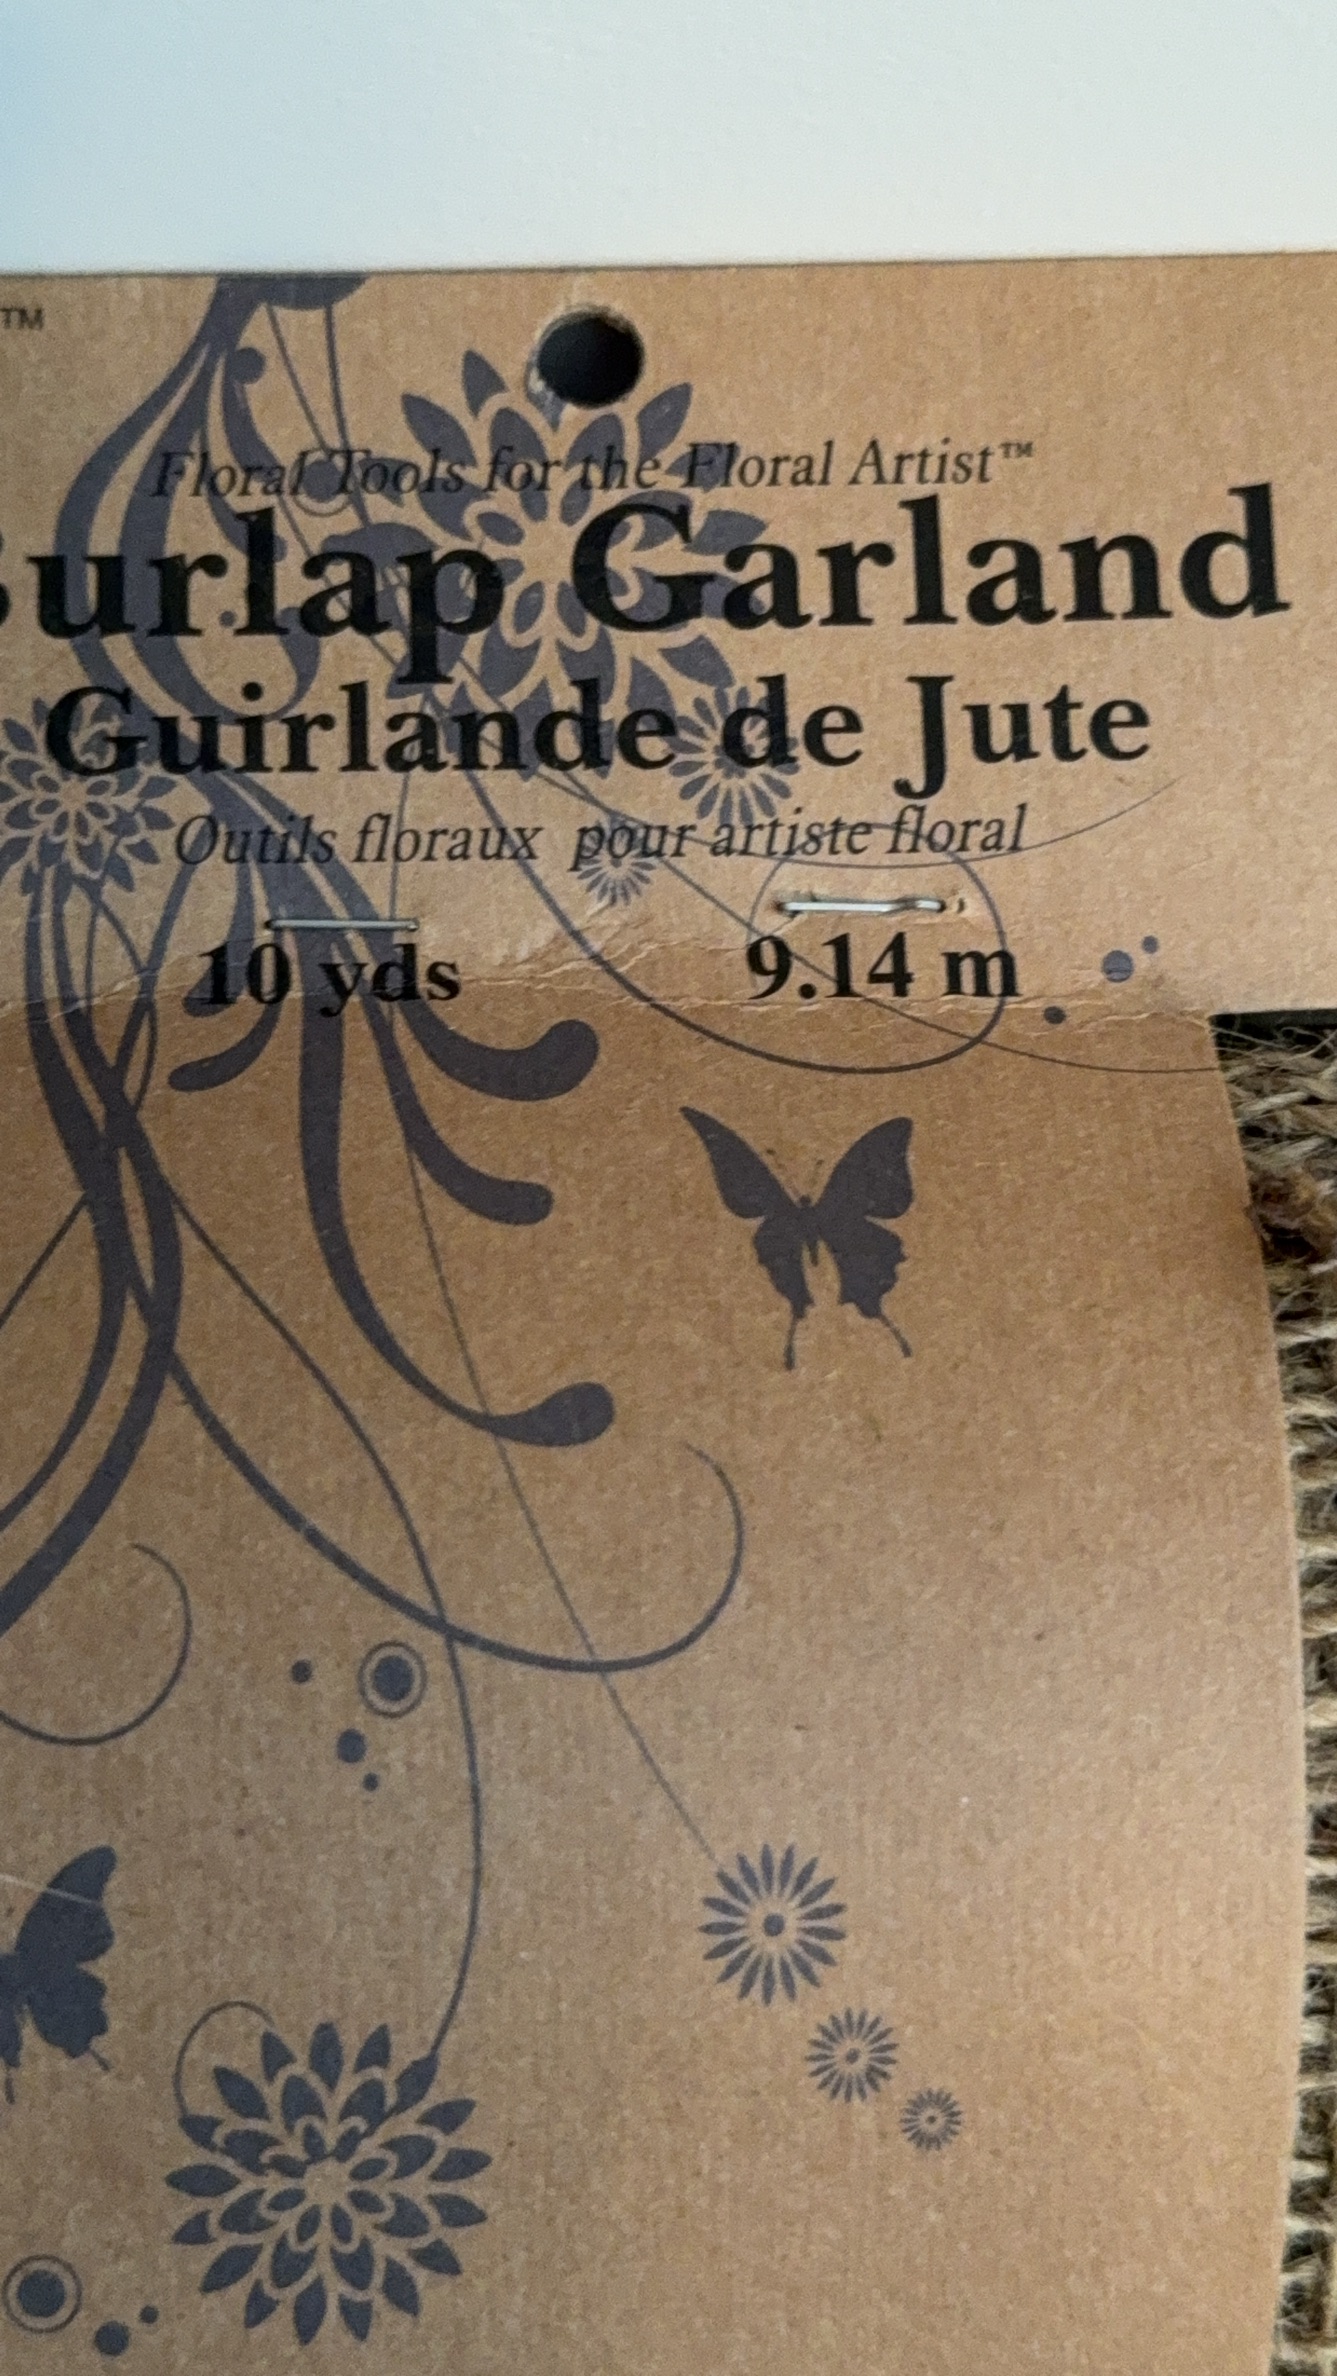 ™
Floral Tools for the Floral Artist™
Burlap Garland
Guirlande de Jute
Outils floraux pour artiste floral
10 yds 9.14 m